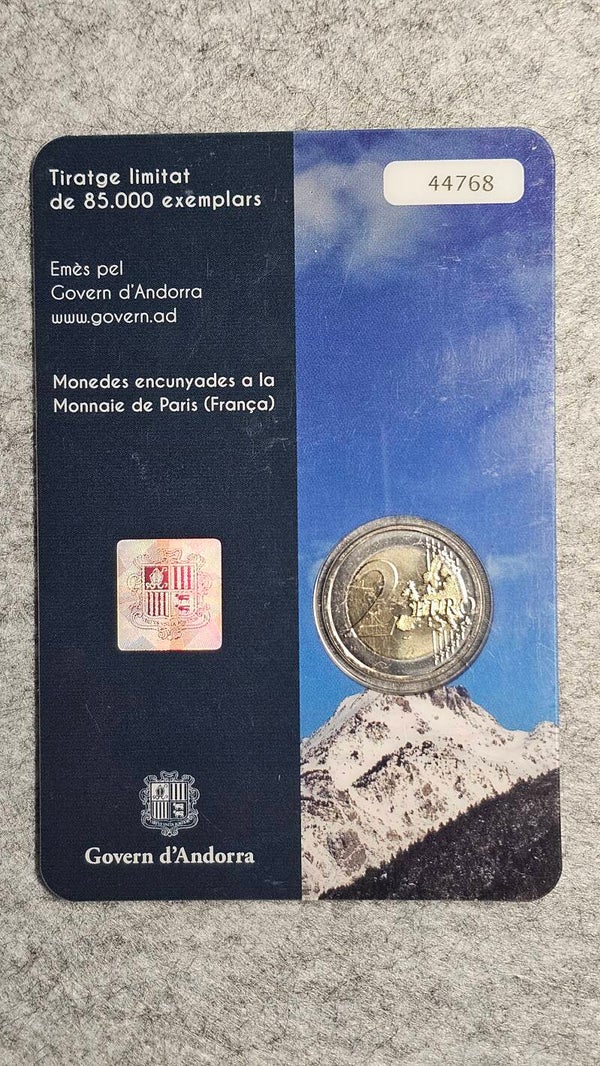 Tiratge limitat
de 85.000 exemplars
44768
Emès pel
Govern d'Andorra
www.govern.ad
Monedes encunyades a la
Monnaie de Paris (França)
2 EURO
Govern d'Andorra